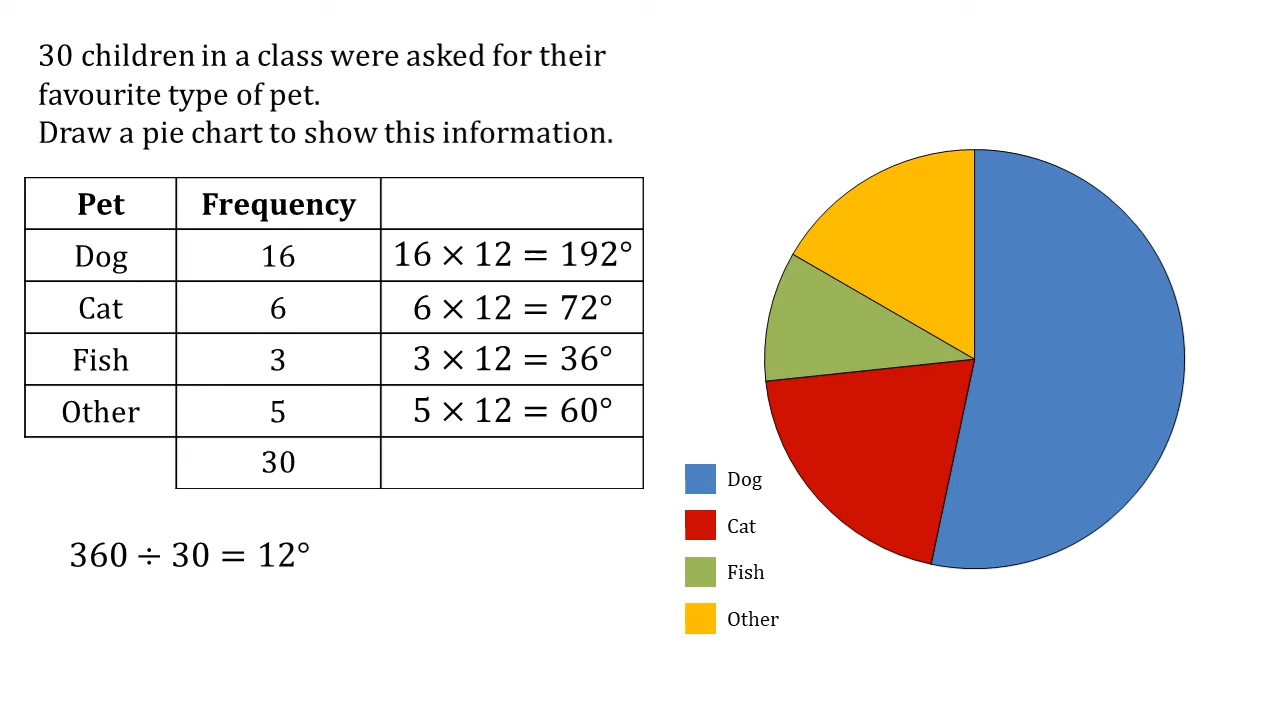 30 children in a class were asked for their
favourite type of pet.
Draw a pie chart to show this information.
Pet Frequency
Dog 16 16 × 12 = 192°
Cat 6 6 × 12 = 72°
Fish 3 3 × 12 = 36°
Other 5 5 × 12 = 60°
30
360 ÷ 30 = 12°
Dog
Cat
Fish
Other